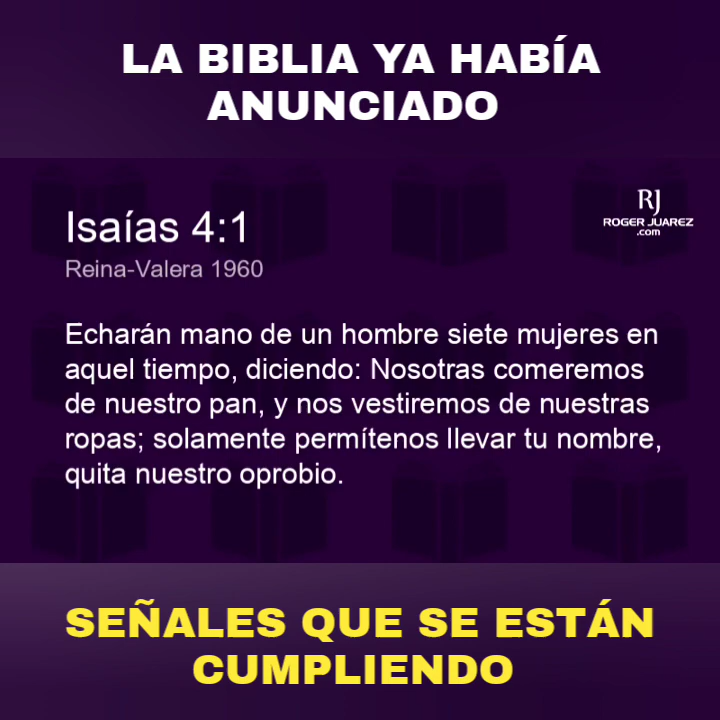 LA BIBLIA YA HABÍA
ANUNCIADO
Isaías 4:1
RJ
ROGER JUAREZ
.com
Reina-Valera 1960
Echarán mano de un hombre siete mujeres en
aquel tiempo, diciendo: Nosotras comeremos
de nuestro pan, y nos vestiremos de nuestras
ropas; solamente permítenos llevar tu nombre,
quita nuestro oprobio.
SEÑALES QUE SE ESTÁN
CUMPLIENDO